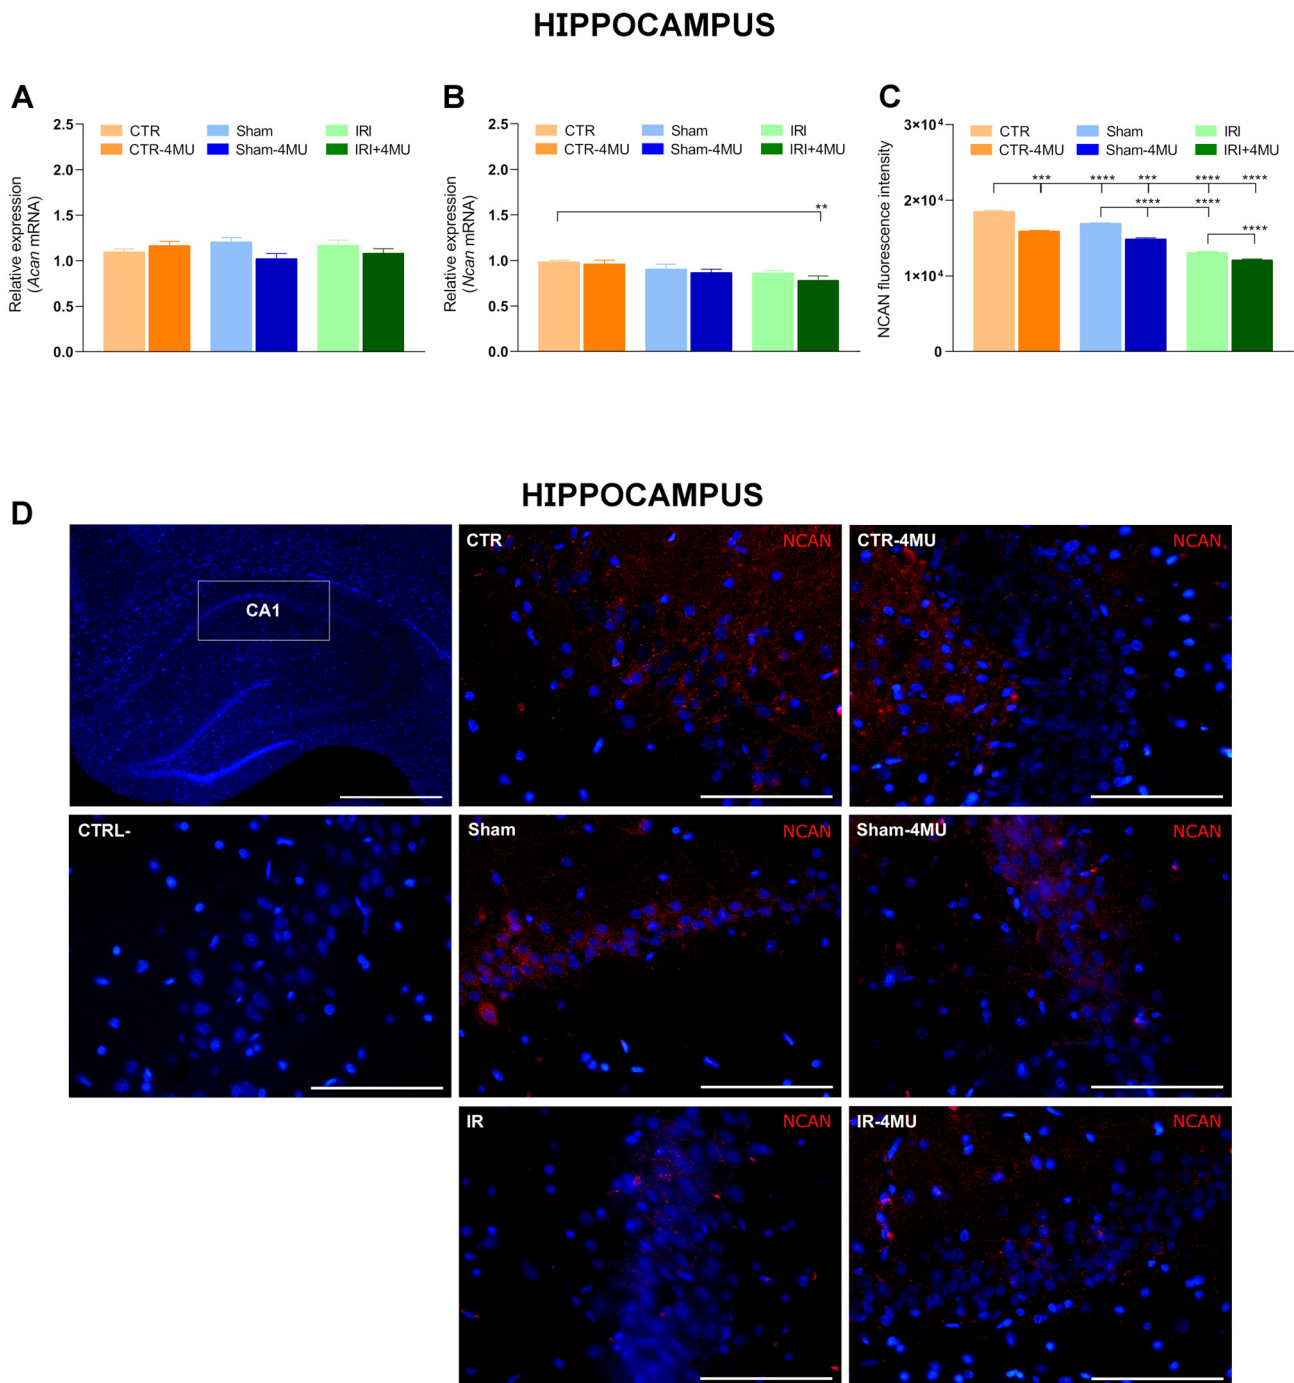 HIPPOCAMPUS
A
CTR Sham IRI
CTR-4MU Sham-4MU IRI+4MU
Relative expression
(Acan mRNA)
2.5
2.0
1.5
1.0
0.5
0.0
B
CTR Sham IRI
CTR-4MU Sham-4MU IRI+4MU
Relative expression
(Ncan mRNA)
2.5
2.0
1.5
1.0
0.5
0.0
**
C
CTR Sham IRI
CTR-4MU Sham-4MU IRI+4MU
NCAN fluorescence intensity
3×10⁴
2×10⁴
1×10⁴
0
*** **** *** **** ****
**** ****
****
HIPPOCAMPUS
D
CA1
CTR NCAN
CTR-4MU NCAN
CTRL-
Sham NCAN
Sham-4MU NCAN
IR NCAN
IR-4MU NCAN